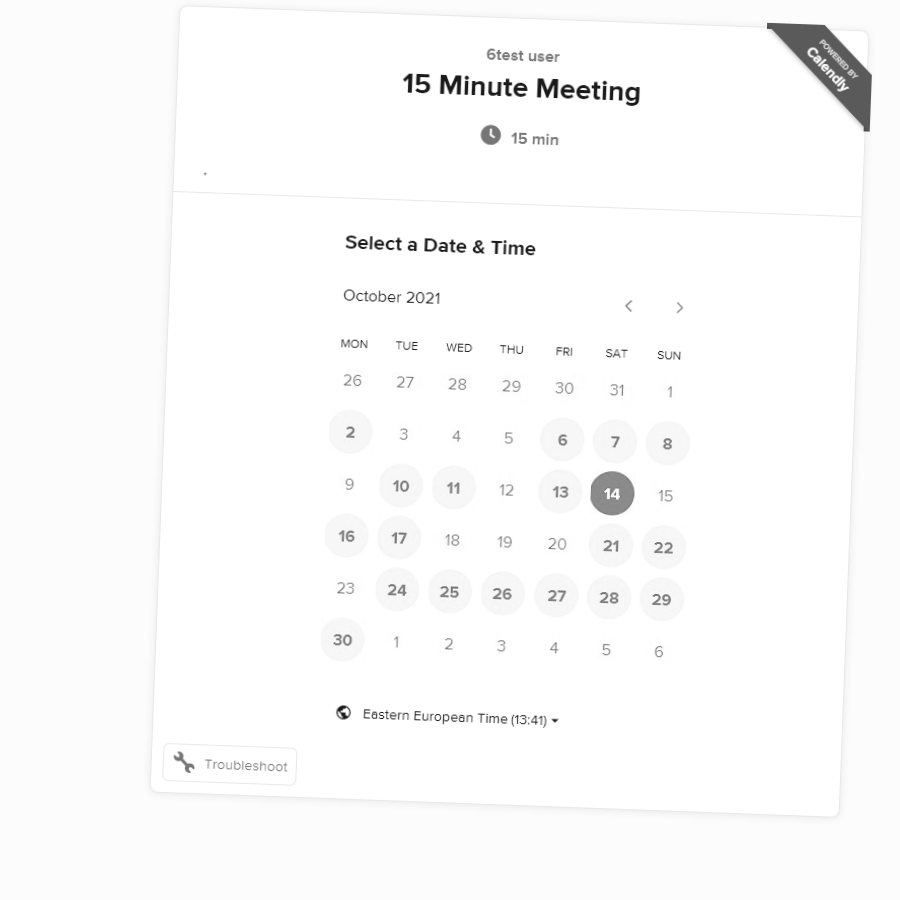 6test user
POWERED BY
Calendly
15 Minute Meeting
15 min
.
Select a Date & Time
October 2021
MON TUE WED THU FRI SAT SUN
26 27 28 29 30 31 1
2 3 4 5 6 7 8
9 10 11 12 13 14 15
16 17 18 19 20 21 22
23 24 25 26 27 28 29
30 1 2 3 4 5 6
Eastern European Time (13:41)
Troubleshoot